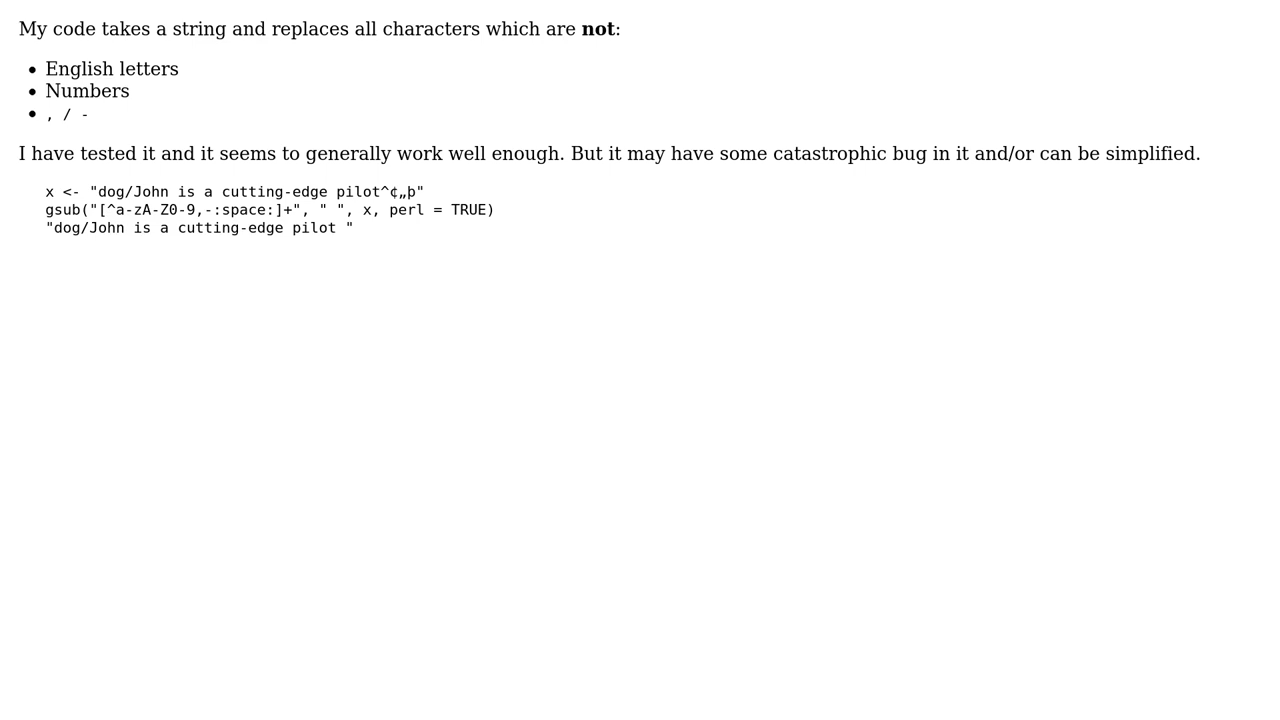 My code takes a string and replaces all characters which are not:
English letters
Numbers
, / -
I have tested it and it seems to generally work well enough. But it may have some catastrophic bug in it and/or can be simplified.
x <- "dog/John is a cutting-edge pilot^¢„þ"
gsub("[^a-zA-Z0-9,-:space:]+", " ", x, perl = TRUE)
"dog/John is a cutting-edge pilot "